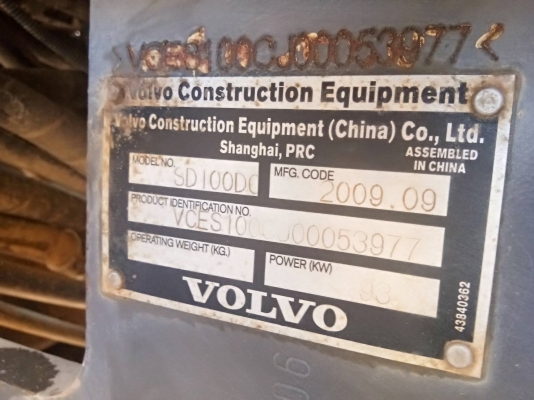 <VCES100CJ00053977<
Volvo Construction Equipment
Volvo Construction Equipment (China) Co., Ltd.
Shanghai, PRC
ASSEMBLED
IN CHINA
MODEL NO.
SD100DC
MFG. CODE
2009.09
PRODUCT IDENTIFICATION NO.
VCES100CJ00053977
OPERATING WEIGHT (KG.)
POWER (KW)
93
VOLVO
43840362